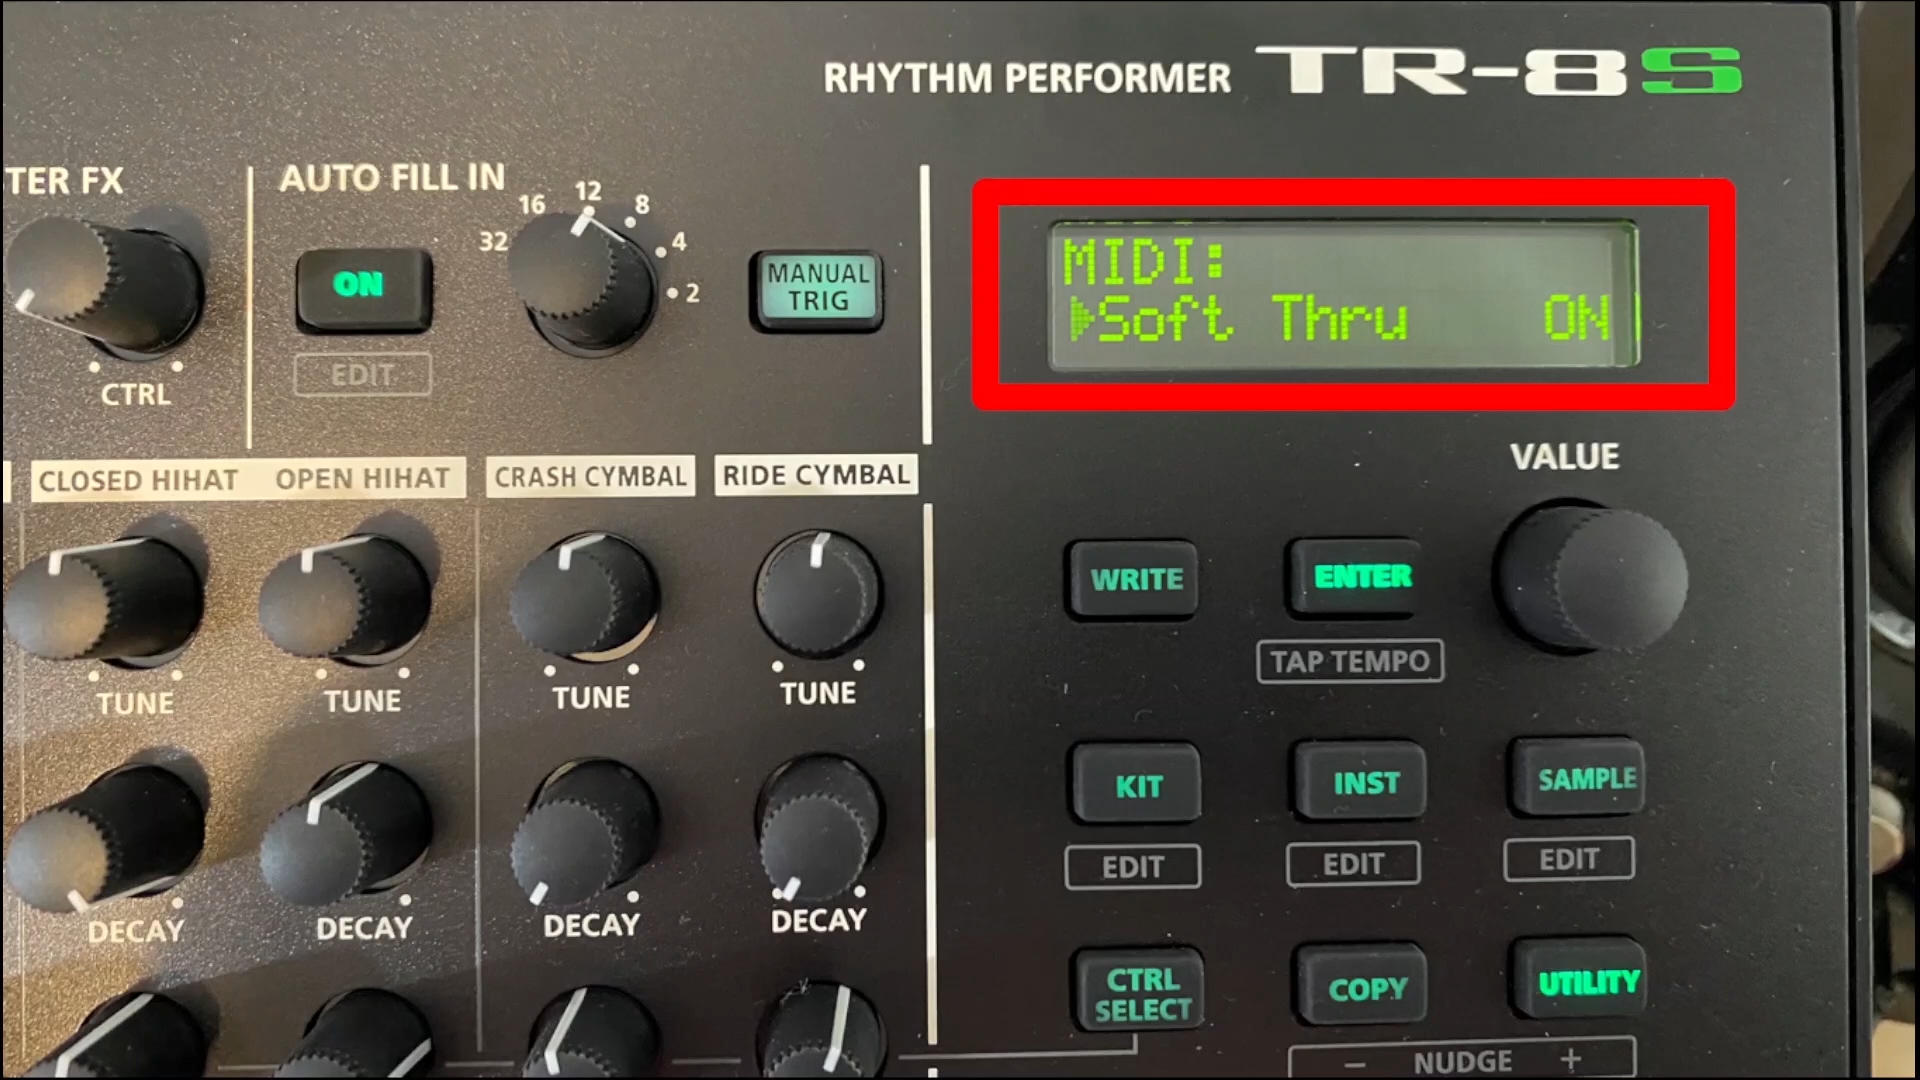 RHYTHM PERFORMER TR-8S
TER FX
AUTO FILL IN
32 16 12 8 4 2
ON
EDIT
MANUAL
TRIG
CTRL
MIDI:
▶Soft Thru ON
VALUE
CLOSED HIHAT OPEN HIHAT CRASH CYMBAL RIDE CYMBAL
WRITE ENTER
TAP TEMPO
TUNE TUNE TUNE TUNE
KIT INST SAMPLE
EDIT EDIT EDIT
DECAY DECAY DECAY DECAY
CTRL
SELECT
COPY UTILITY
− NUDGE +